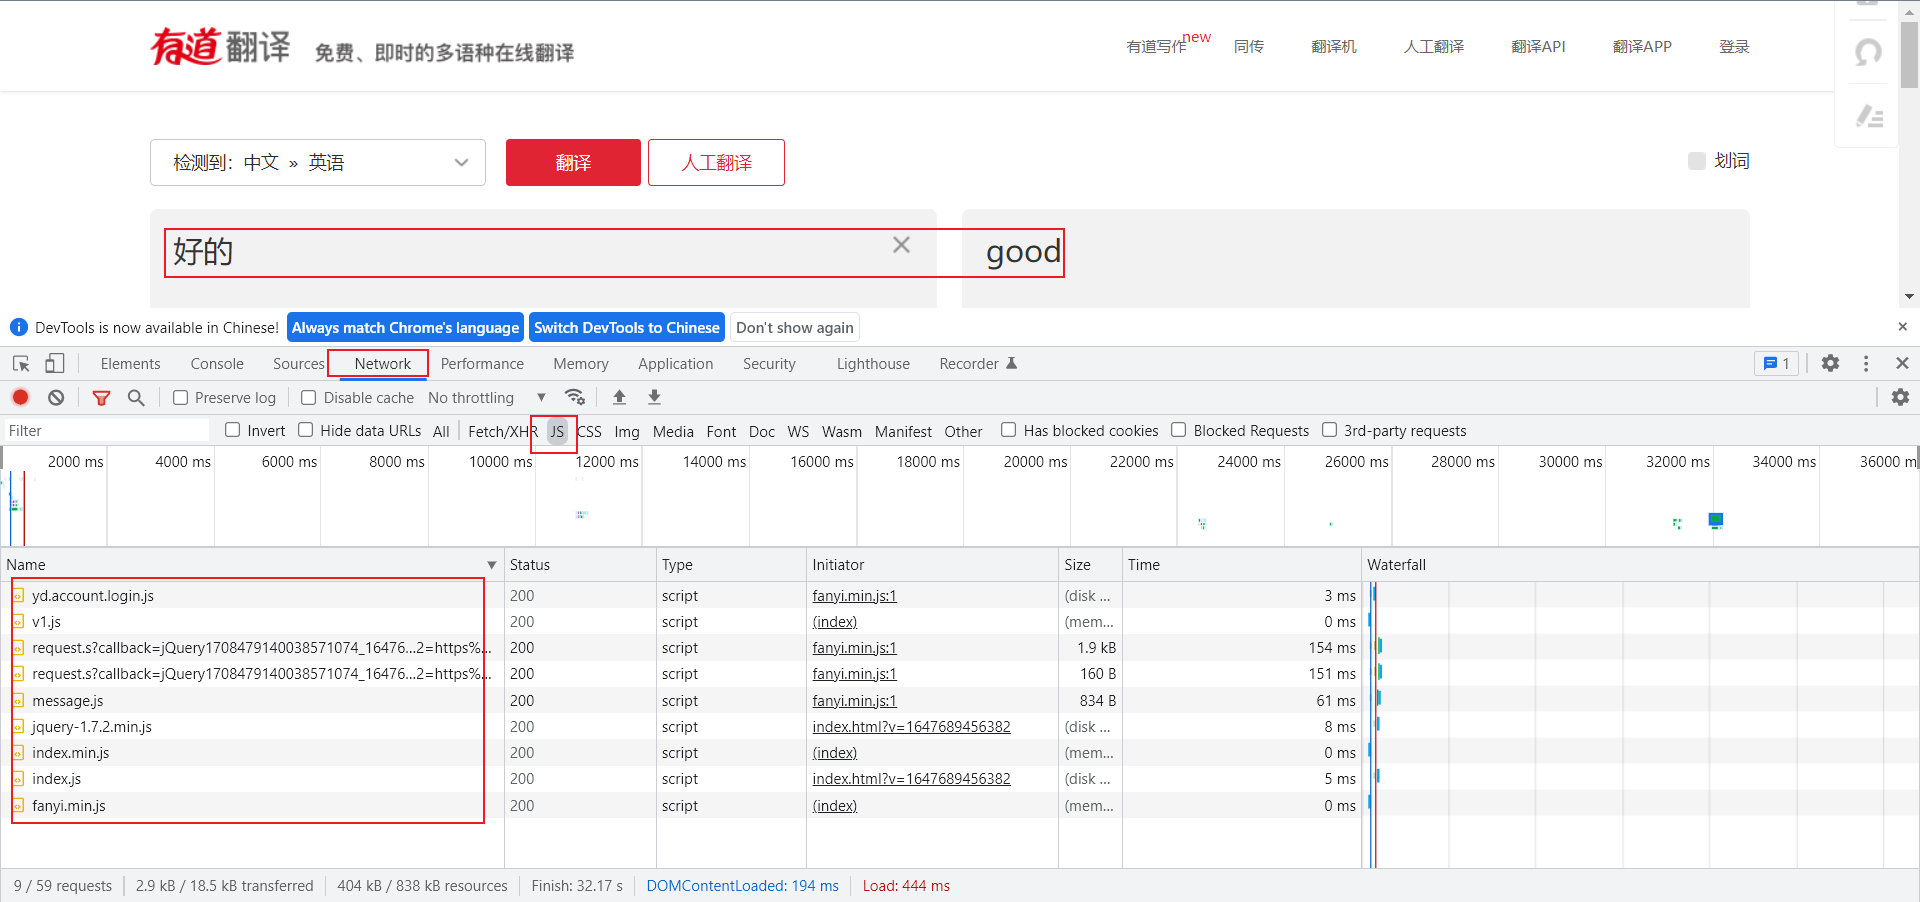 有道翻译 免费、即时的多语种在线翻译 有道写作 new 同传 翻译机 人工翻译 翻译API 翻译APP 登录
检测到：中文 » 英语 翻译 人工翻译 划词
好的 good
DevTools is now available in Chinese! Always match Chrome's language Switch DevTools to Chinese Don't show again
Elements Console Sources Network Performance Memory Application Security Lighthouse Recorder 1
Preserve log Disable cache No throttling
Filter Invert Hide data URLs All Fetch/XHR JS CSS Img Media Font Doc WS Wasm Manifest Other Has blocked cookies Blocked Requests 3rd-party requests
2000 ms 4000 ms 6000 ms 8000 ms 10000 ms 12000 ms 14000 ms 16000 ms 18000 ms 20000 ms 22000 ms 24000 ms 26000 ms 28000 ms 30000 ms 32000 ms 34000 ms 36000 m
Name Status Type Initiator Size Time Waterfall
yd.account.login.js 200 script fanyi.min.js:1 (disk ... 3 ms
v1.js 200 script (index) (mem... 0 ms
request.s?callback=jQuery1708479140038571074_16476...2=https%... 200 script fanyi.min.js:1 1.9 kB 154 ms
request.s?callback=jQuery1708479140038571074_16476...2=https%... 200 script fanyi.min.js:1 160 B 151 ms
message.js 200 script fanyi.min.js:1 834 B 61 ms
jquery-1.7.2.min.js 200 script index.html?v=1647689456382 (disk ... 8 ms
index.min.js 200 script (index) (mem... 0 ms
index.js 200 script index.html?v=1647689456382 (disk ... 5 ms
fanyi.min.js 200 script (index) (mem... 0 ms
9 / 59 requests 2.9 kB / 18.5 kB transferred 404 kB / 838 kB resources Finish: 32.17 s DOMContentLoaded: 194 ms Load: 444 ms